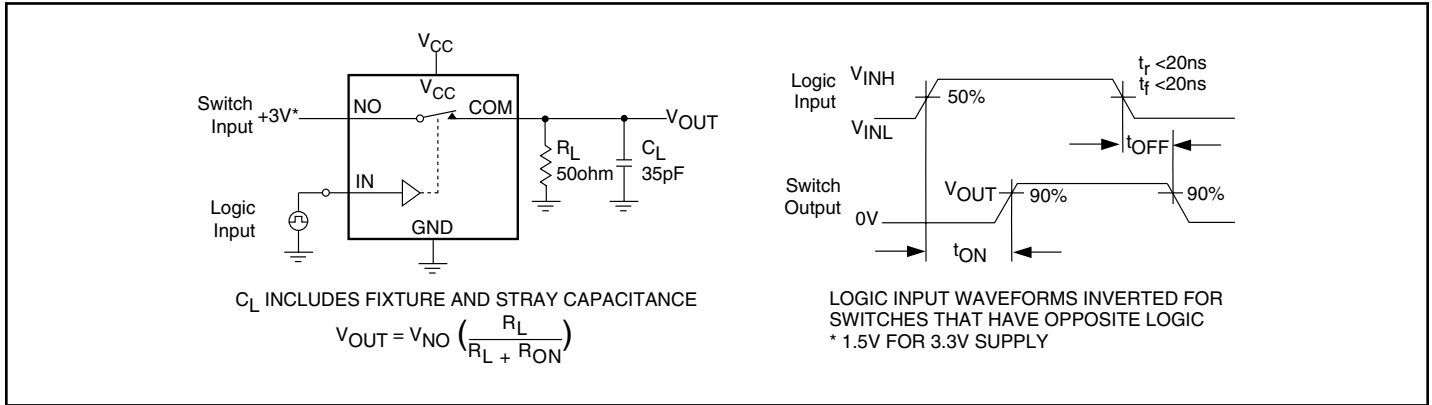 VCC
VCC
NO
COM
Switch
Input
+3V*
VOUT
RL
50ohm
CL
35pF
IN
Logic
Input
GND
CL INCLUDES FIXTURE AND STRAY CAPACITANCE
VOUT = VNO (RL / RL + RON)
Logic
Input
VINH
VINL
50%
tr <20ns
tf <20ns
tOFF
Switch
Output
VOUT
0V
90%
90%
tON
LOGIC INPUT WAVEFORMS INVERTED FOR
SWITCHES THAT HAVE OPPOSITE LOGIC
* 1.5V FOR 3.3V SUPPLY